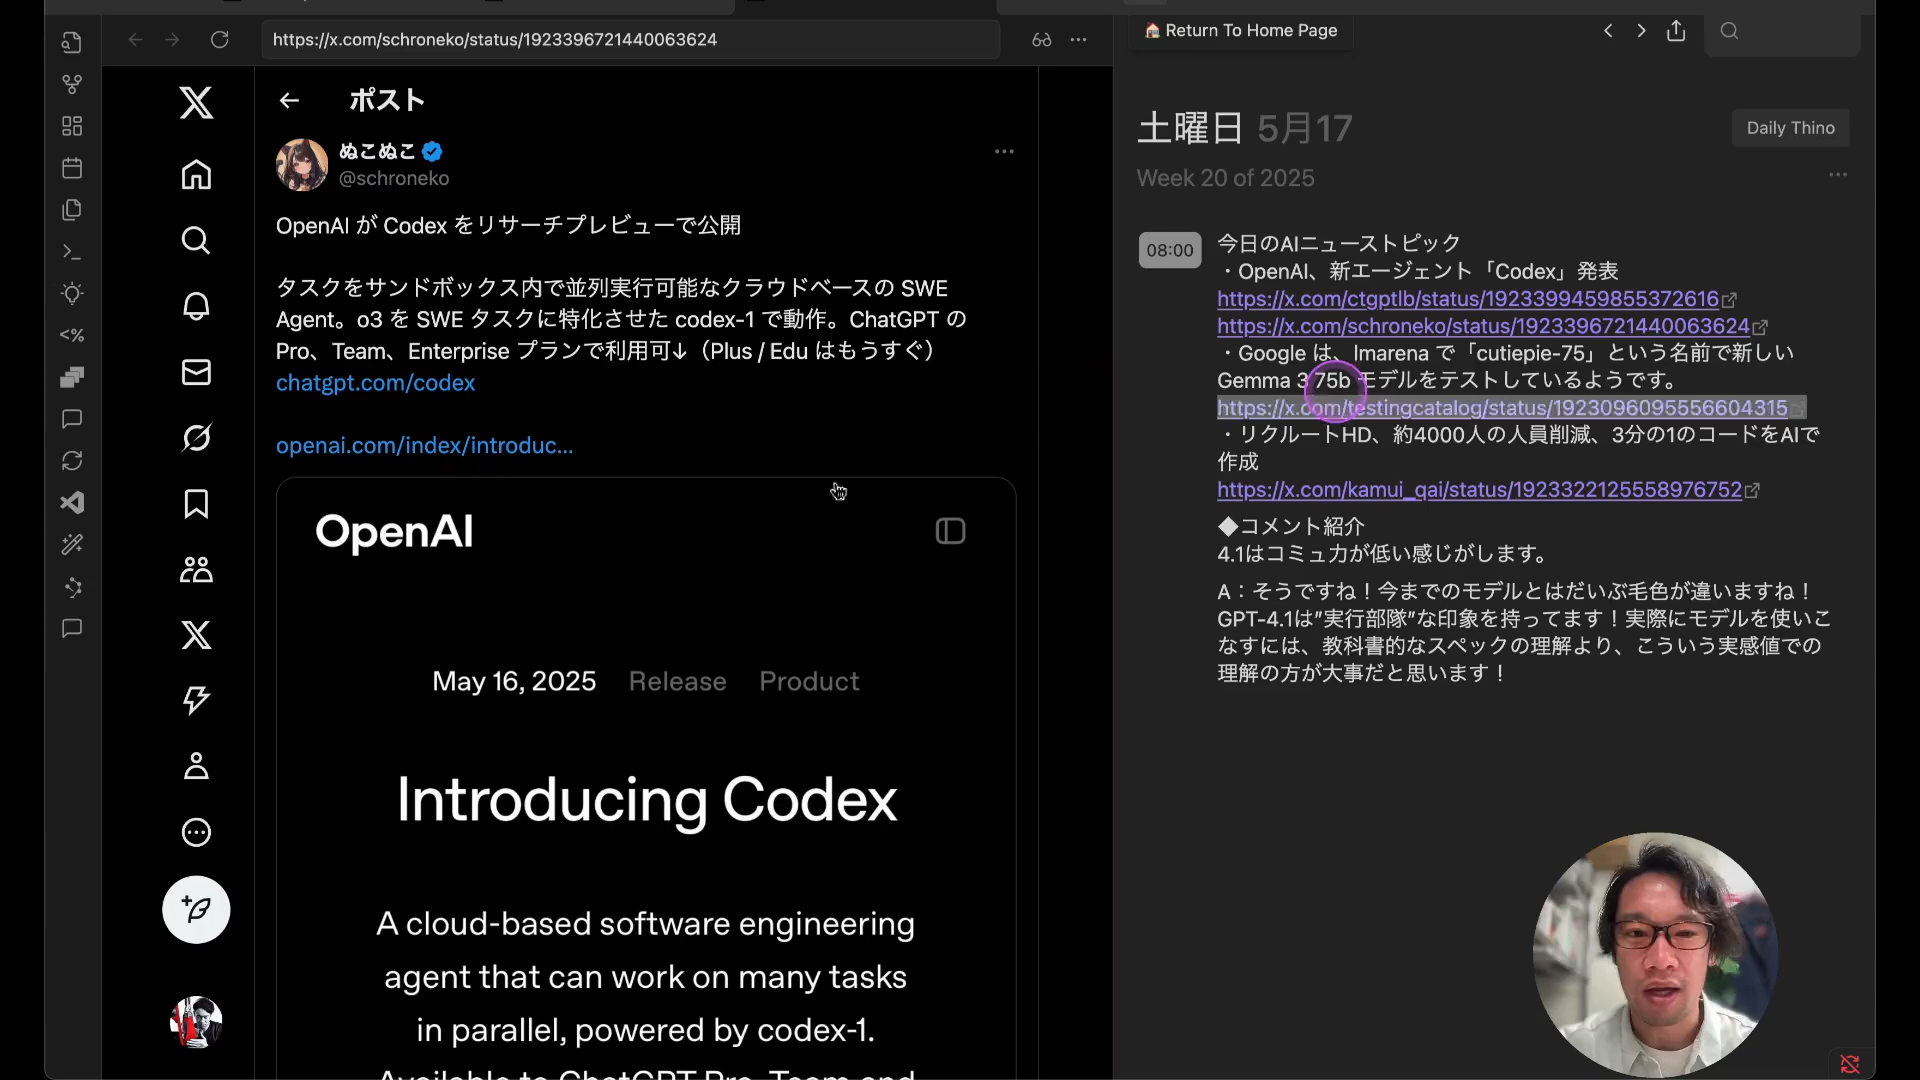 https://x.com/schroneko/status/1923396721440063624
ポスト
ぬこぬこ
@schroneko
OpenAI が Codex をリサーチプレビューで公開
タスクをサンドボックス内で並列実行可能なクラウドベースの SWE
Agent。o3 を SWE タスクに特化させた codex-1 で動作。ChatGPT の
Pro、Team、Enterprise プランで利用可↓（Plus / Edu はもうすぐ）
chatgpt.com/codex
openai.com/index/introduc...
OpenAI
May 16, 2025 Release Product
Introducing Codex
A cloud-based software engineering
agent that can work on many tasks
in parallel, powered by codex-1.
Available to ChatGPT Pro, Team, and
Return To Home Page
土曜日 5月17
Daily Thino
Week 20 of 2025
08:00
今日のAIニューストピック
・OpenAI、新エージェント「Codex」発表
https://x.com/ctgptlb/status/1923399459855372616
https://x.com/schroneko/status/1923396721440063624
・Google は、lmarena で「cutiepie-75」という名前で新しい
Gemma 3 75b モデルをテストしているようです。
https://x.com/testingcatalog/status/1923096095556604315
・リクルートHD、約4000人の人員削減、3分の1のコードをAIで
作成
https://x.com/kamui_qai/status/1923322125558976752
◆コメント紹介
4.1はコミュ力が低い感じがします。
A：そうですね！今までのモデルとはだいぶ毛色が違いますね！
GPT-4.1は”実行部隊”な印象を持ってます！実際にモデルを使いこ
なすには、教科書的なスペックの理解より、こういう実感値での
理解の方が大事だと思います！